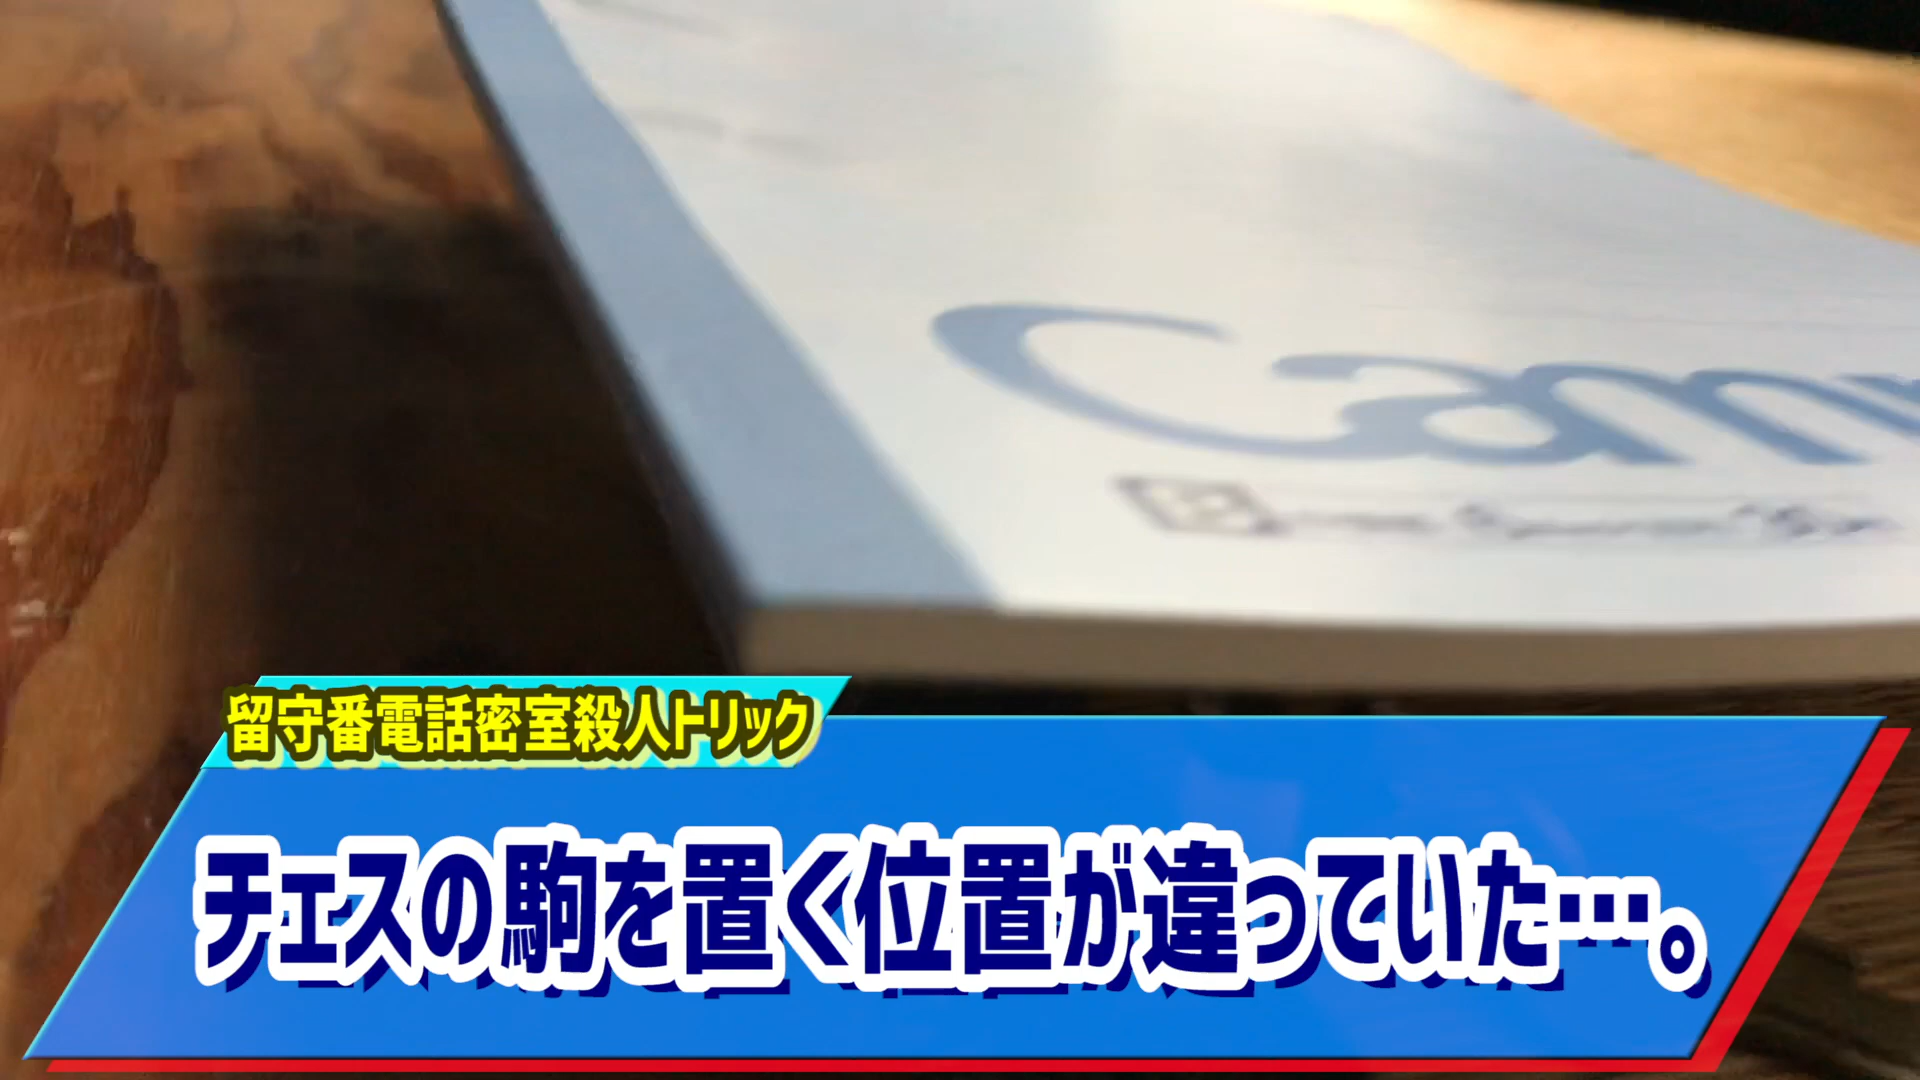 Cam
留守番電話密室殺人トリック
チェスの駒を置く位置が違っていた…。